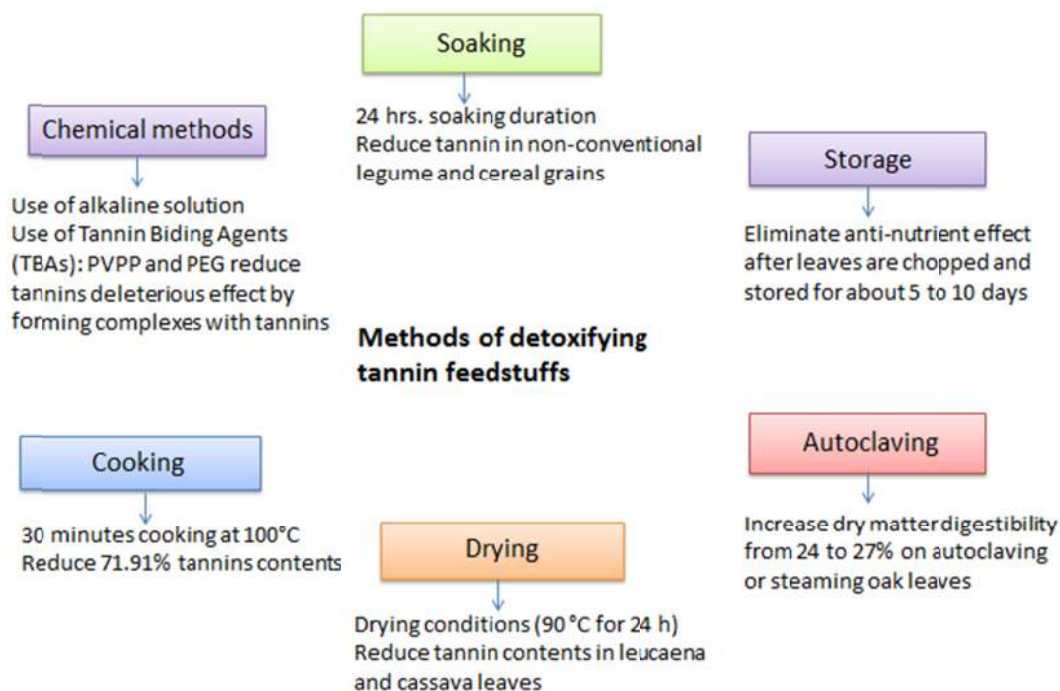 Soaking
24 hrs. soaking duration
Reduce tannin in non-conventional
legume and cereal grains
Chemical methods
Use of alkaline solution
Use of Tannin Biding Agents
(TBAs): PVPP and PEG reduce
tannins deleterious effect by
forming complexes with tannins
Storage
Eliminate anti-nutrient effect
after leaves are chopped and
stored for about 5 to 10 days
Methods of detoxifying
tannin feedstuffs
Cooking
30 minutes cooking at 100°C
Reduce 71.91% tannins contents
Drying
Drying conditions (90 °C for 24 h)
Reduce tannin contents in leucaena
and cassava leaves
Autoclaving
Increase dry matter digestibility
from 24 to 27% on autoclaving
or steaming oak leaves